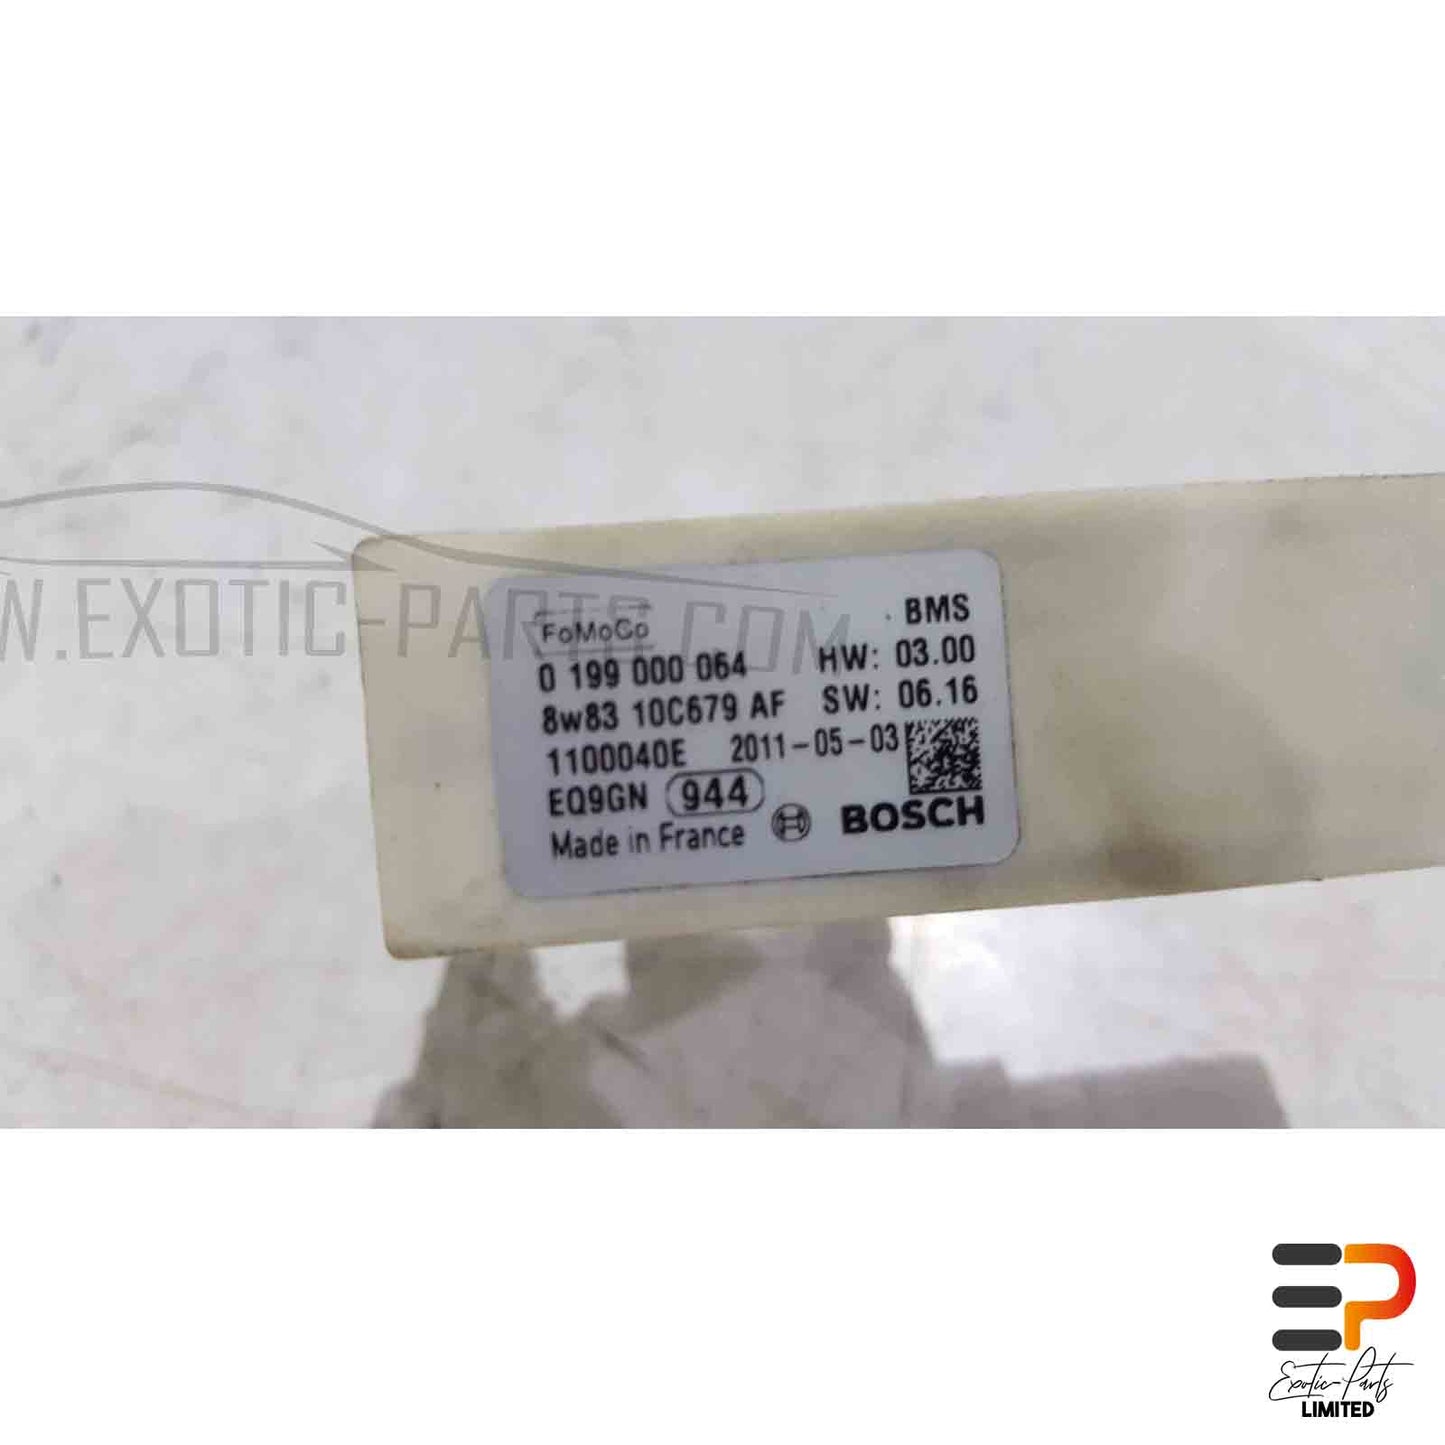 W.EXOTIC-PARTS.COM
FoMoCo BMS
0 199 000 064 HW: 03.00
8w83 10C679 AF SW: 06.16
1100040E 2011-05-03
EQ9GN 944
Made in France BOSCH
EP
Exotic-Parts
LIMITED